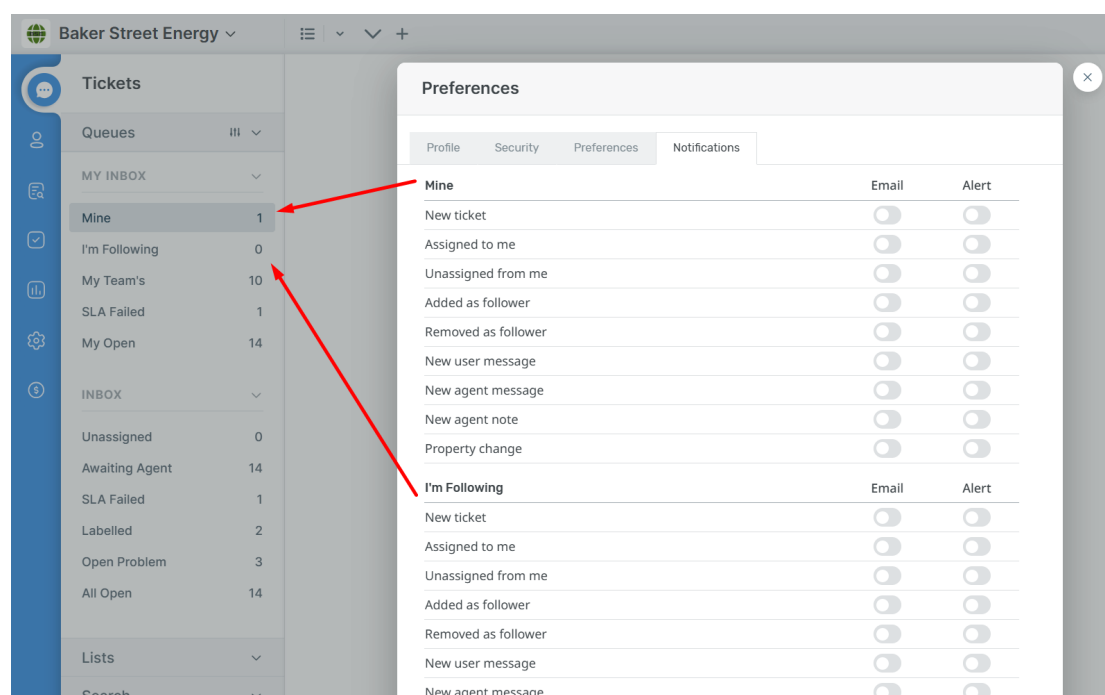 Baker Street Energy
Tickets
Queues
MY INBOX
Mine 1
I'm Following 0
My Team's 10
SLA Failed 1
My Open 14
INBOX
Unassigned 0
Awaiting Agent 14
SLA Failed 1
Labelled 2
Open Problem 3
All Open 14
Lists
Search
Preferences
Profile Security Preferences Notifications
Mine Email Alert
New ticket
Assigned to me
Unassigned from me
Added as follower
Removed as follower
New user message
New agent message
New agent note
Property change
I'm Following Email Alert
New ticket
Assigned to me
Unassigned from me
Added as follower
Removed as follower
New user message
New agent message